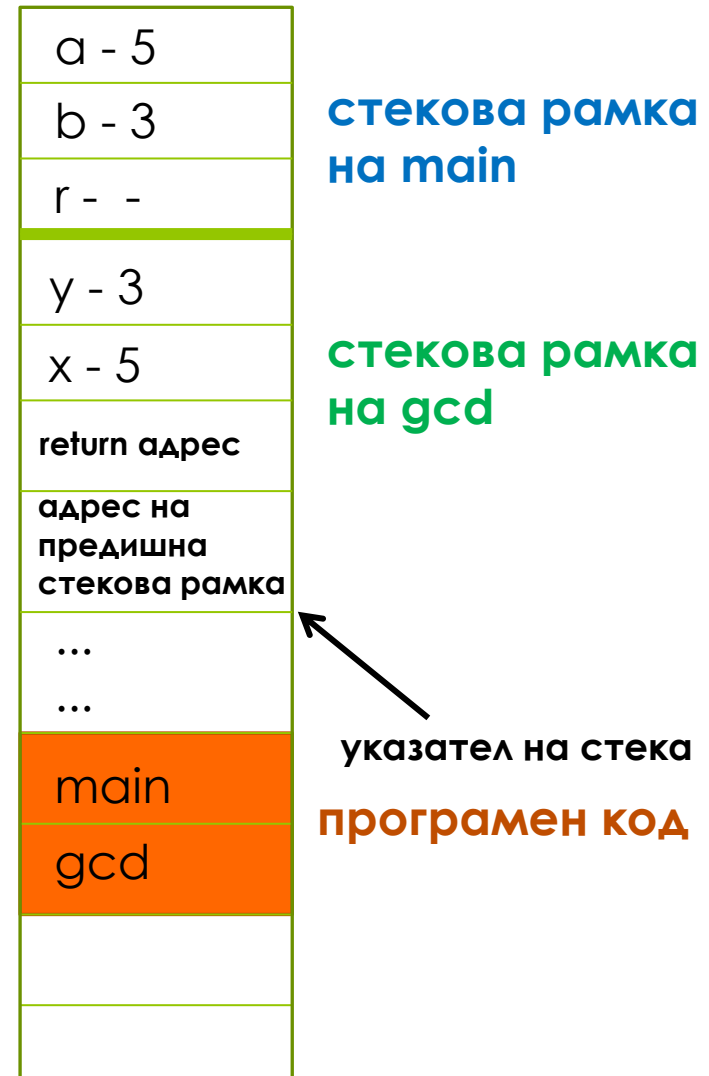 a - 5
b - 3
r - -
стекова рамка
на main
y - 3
x - 5
return адрес
адрес на
предишна
стекова рамка
стекова рамка
на gcd
...
...
указател на стека
main
gcd
програмен код